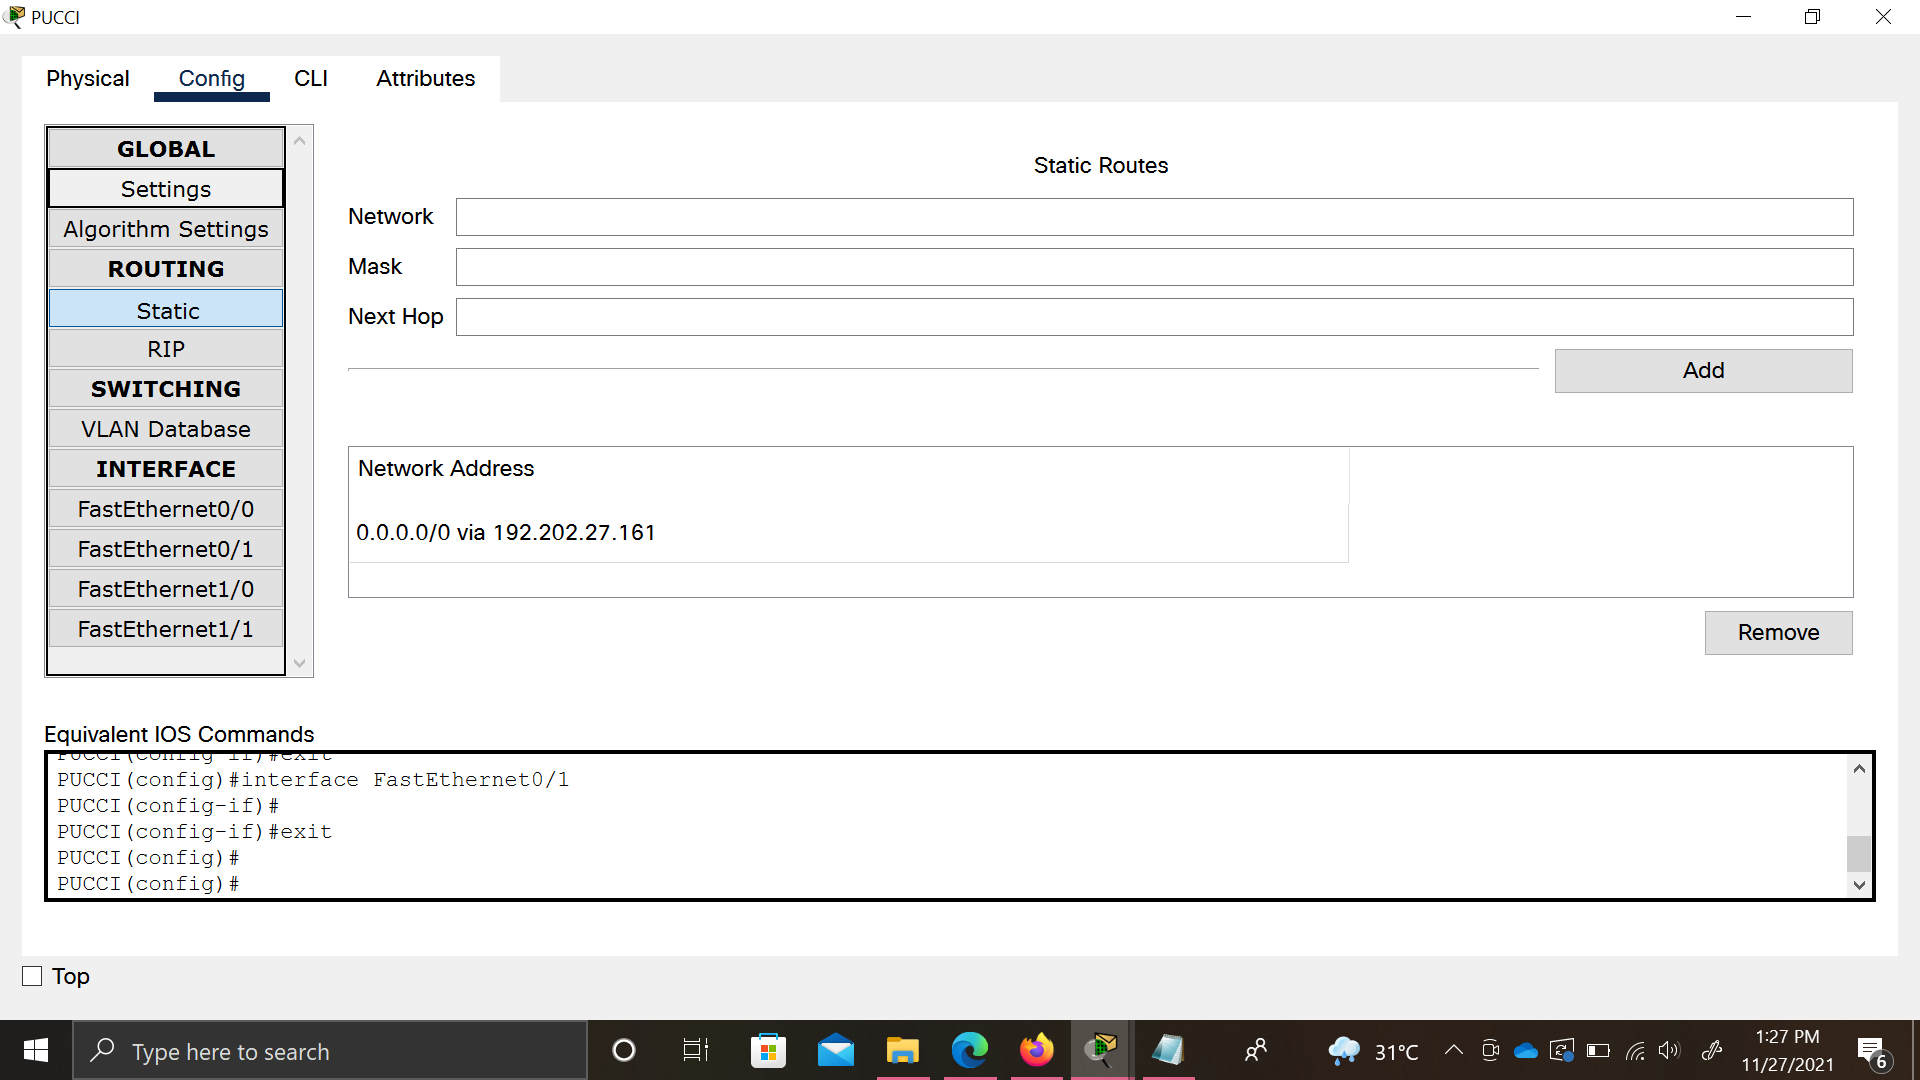 PUCCI
Physical
Config
CLI
Attributes
GLOBAL
Settings
Algorithm Settings
ROUTING
Static
RIP
SWITCHING
VLAN Database
INTERFACE
FastEthernet0/0
FastEthernet0/1
FastEthernet1/0
FastEthernet1/1
Static Routes
Network
Mask
Next Hop
Add
Network Address
0.0.0.0/0 via 192.202.27.161
Remove
Equivalent IOS Commands
PUCCI(config-if)#exit
PUCCI(config)#interface FastEthernet0/1
PUCCI(config-if)#
PUCCI(config-if)#exit
PUCCI(config)#
PUCCI(config)#
Top
Type here to search
31°C
1:27 PM
11/27/2021
6